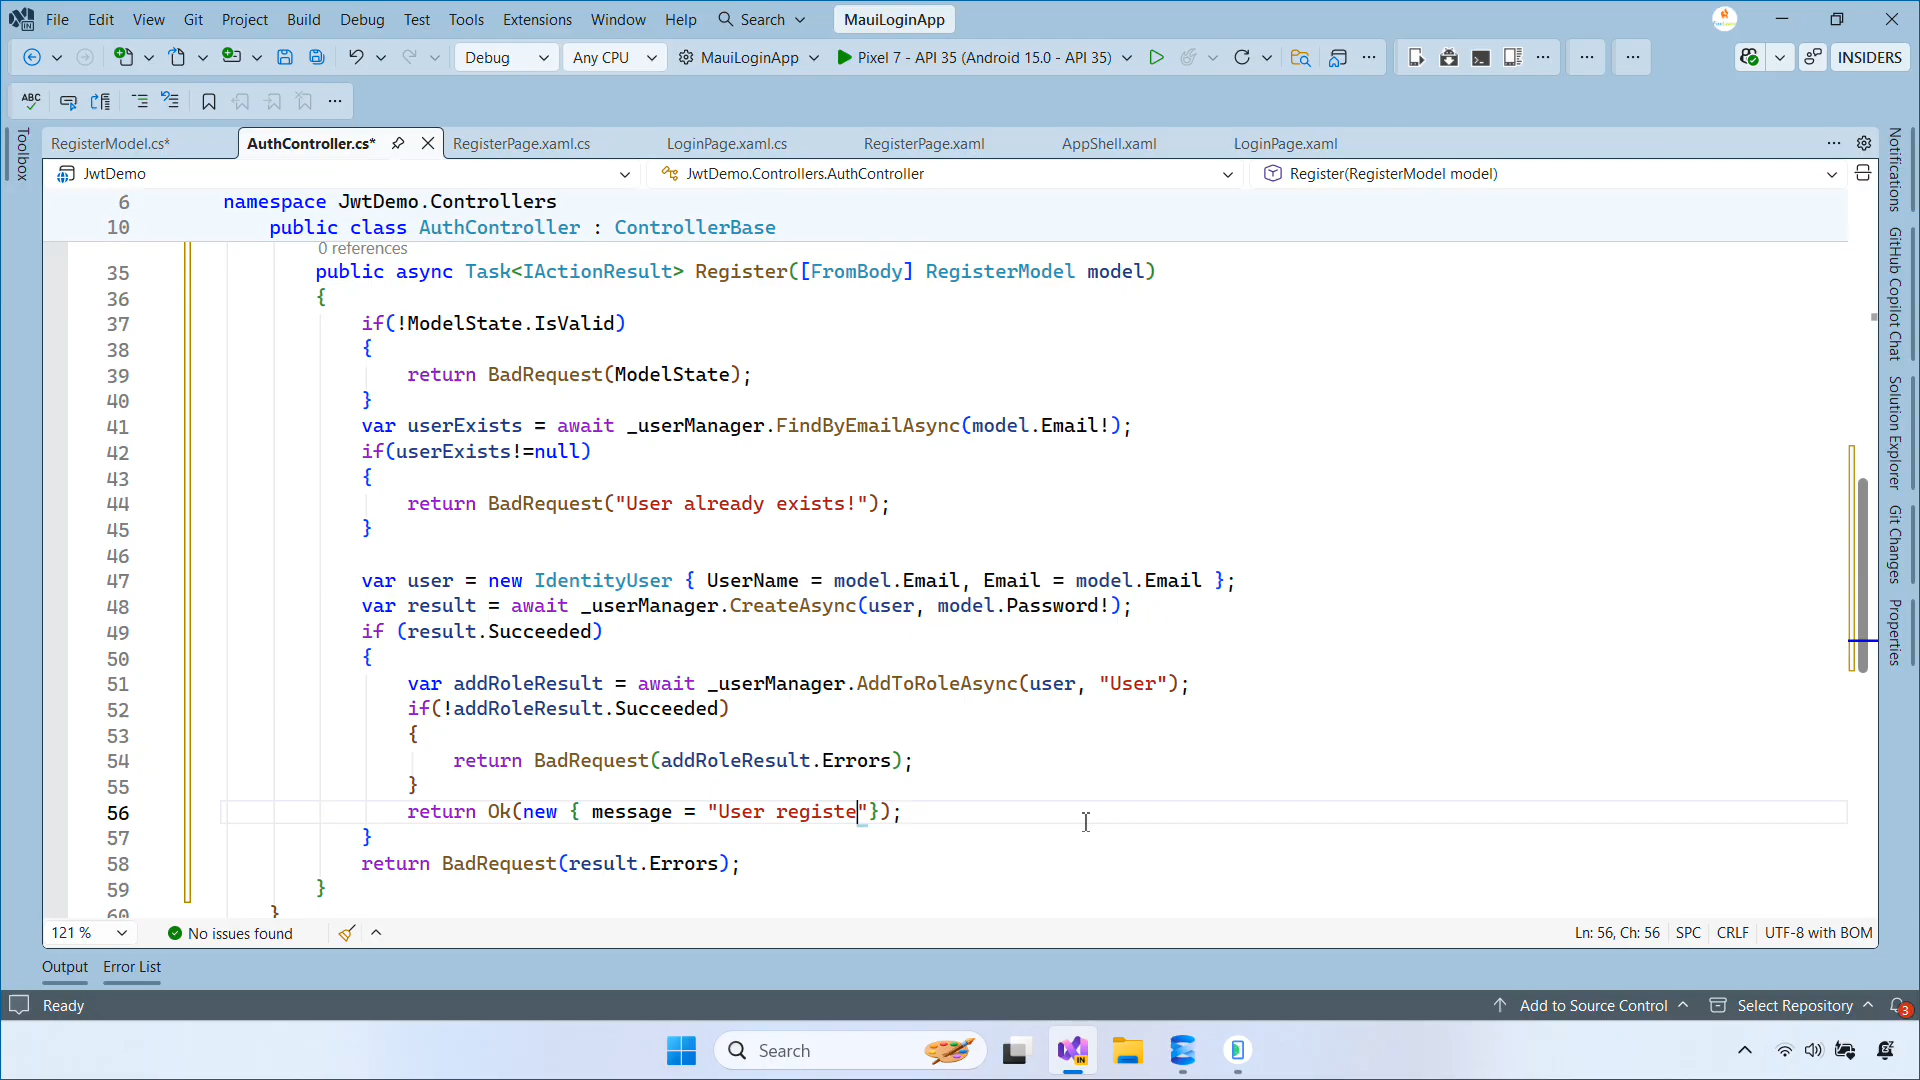 File Edit View Git Project Build Debug Test Tools Extensions Window Help Search MauiLoginApp
Debug Any CPU MauiLoginApp Pixel 7 - API 35 (Android 15.0 - API 35) INSIDERS
ABC
RegisterModel.cs* AuthController.cs* RegisterPage.xaml.cs LoginPage.xaml.cs RegisterPage.xaml AppShell.xaml LoginPage.xaml
JwtDemo JwtDemo.Controllers.AuthController Register(RegisterModel model)
6 namespace JwtDemo.Controllers
10 public class AuthController : ControllerBase
0 references
35 public async Task<IActionResult> Register([FromBody] RegisterModel model)
36 {
37 if(!ModelState.IsValid)
38 {
39 return BadRequest(ModelState);
40 }
41 var userExists = await _userManager.FindByEmailAsync(model.Email!);
42 if(userExists!=null)
43 {
44 return BadRequest("User already exists!");
45 }
46
47 var user = new IdentityUser { UserName = model.Email, Email = model.Email };
48 var result = await _userManager.CreateAsync(user, model.Password!);
49 if (result.Succeeded)
50 {
51 var addRoleResult = await _userManager.AddToRoleAsync(user, "User");
52 if(!addRoleResult.Succeeded)
53 {
54 return BadRequest(addRoleResult.Errors);
55 }
56 return Ok(new { message = "User registe"});
57 }
58 return BadRequest(result.Errors);
59 }
60 }
121 % No issues found Ln: 56, Ch: 56 SPC CRLF UTF-8 with BOM
Output Error List
Ready Add to Source Control Select Repository 3
Search
Toolbox
Notifications
GitHub Copilot Chat
Solution Explorer
Git Changes
Properties